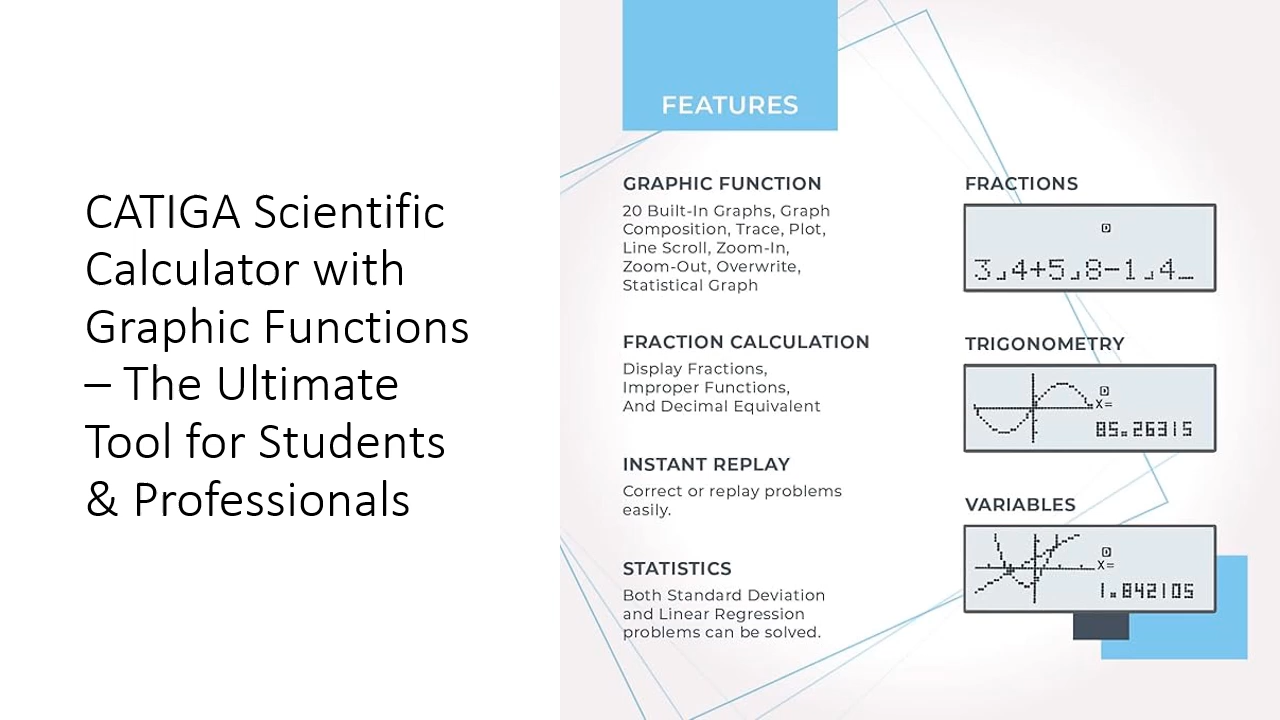 CATIGA Scientific
Calculator with
Graphic Functions
– The Ultimate
Tool for Students
& Professionals
FEATURES
GRAPHIC FUNCTION
20 Built-In Graphs, Graph
Composition, Trace, Plot,
Line Scroll, Zoom-In,
Zoom-Out, Overwrite,
Statistical Graph
FRACTION CALCULATION
Display Fractions,
Improper Functions,
And Decimal Equivalent
INSTANT REPLAY
Correct or replay problems
easily.
STATISTICS
Both Standard Deviation
and Linear Regression
problems can be solved.
FRACTIONS
D
3⌟4+5⌟8−1⌟4_
TRIGONOMETRY
D
X=
85.26315
VARIABLES
D
X=
1.842105